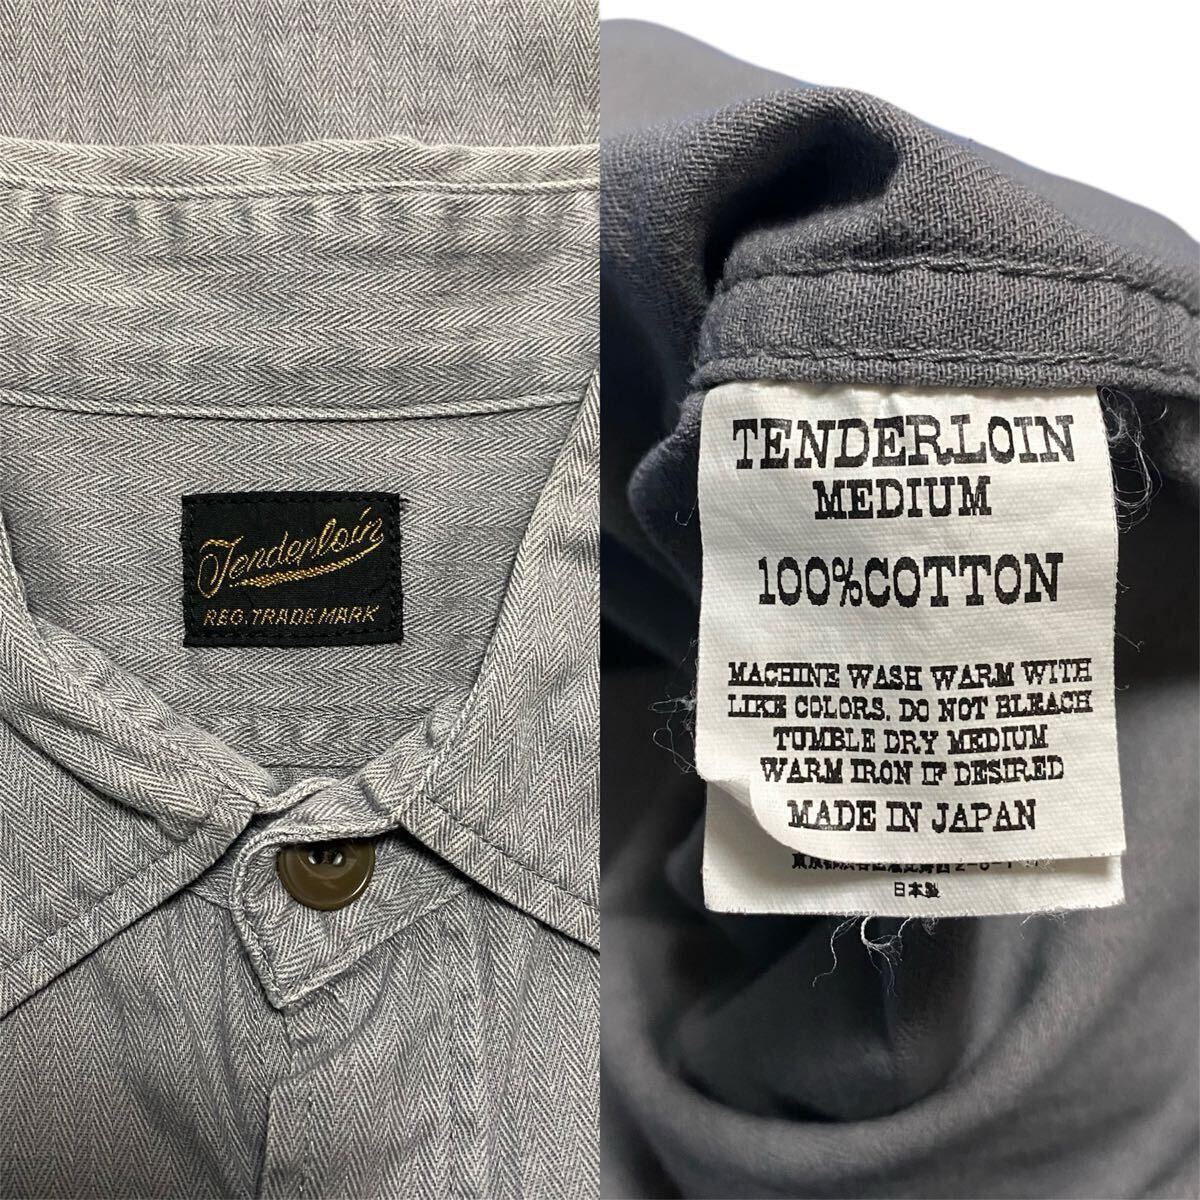 Tenderloin
REG. TRADE MARK
TENDERLOIN
MEDIUM
100%COTTON
MACHINE WASH WARM WITH
LIKE COLORS. DO NOT BLEACH
TUMBLE DRY MEDIUM
WARM IRON IF DESIRED
MADE IN JAPAN
日本製